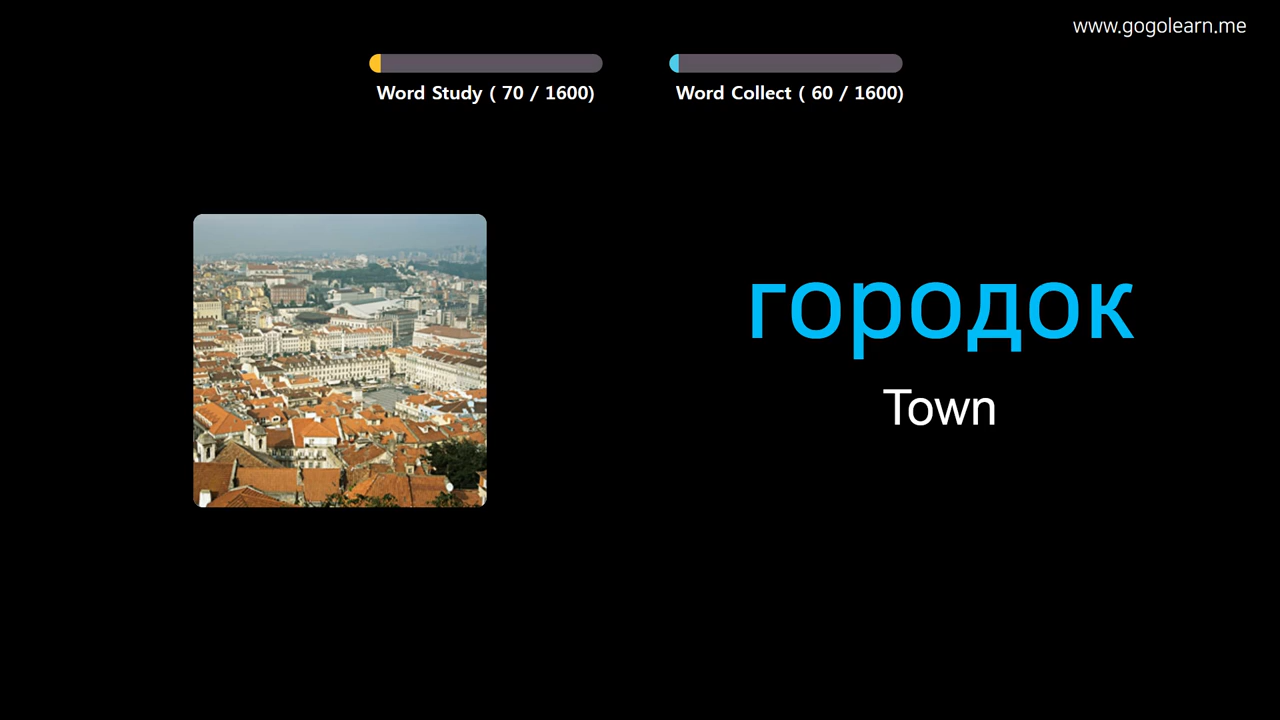 www.gogolearn.me
Word Study ( 70 / 1600)
Word Collect ( 60 / 1600)
городок
Town